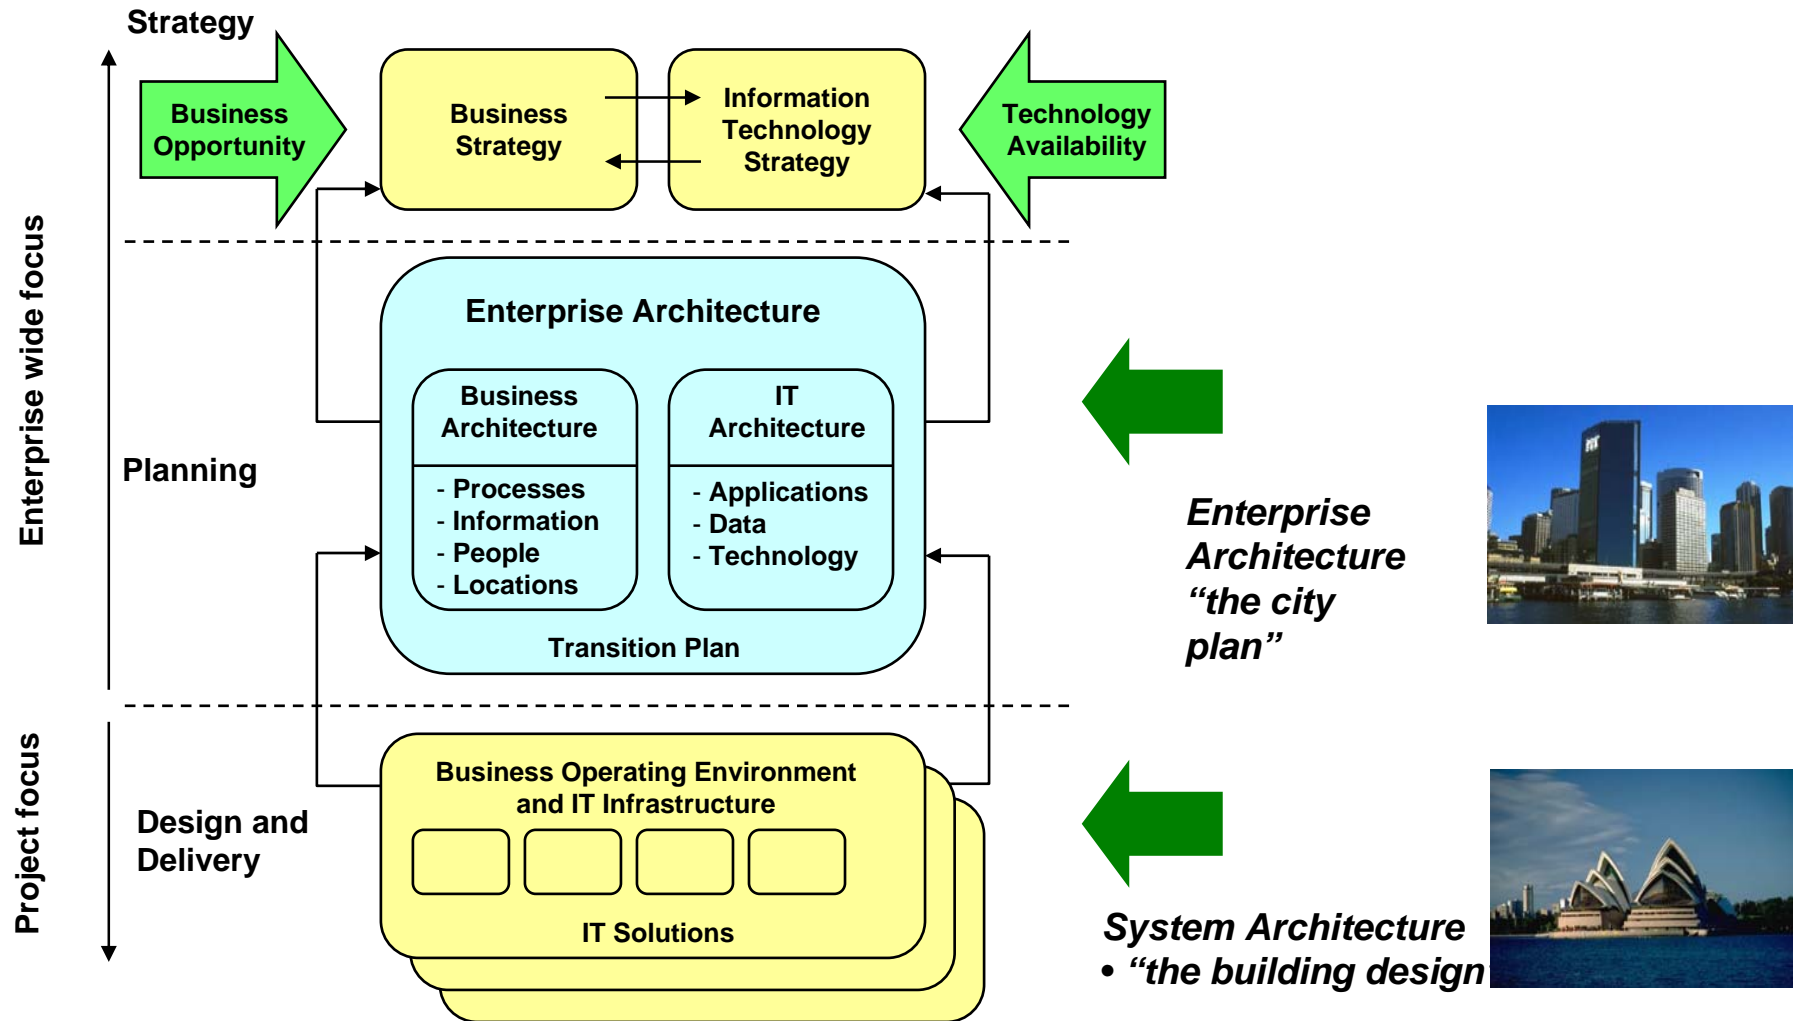 Strategy
Business
Opportunity
Business
Strategy
Information
Technology
Strategy
Technology
Availability
Enterprise wide focus
Planning
Enterprise Architecture
Business
Architecture
- Processes
- Information
- People
- Locations
IT
Architecture
- Applications
- Data
- Technology
Transition Plan
Enterprise
Architecture
“the city
plan”
Project focus
Design and
Delivery
Business Operating Environment
and IT Infrastructure
IT Solutions
System Architecture
• “the building design